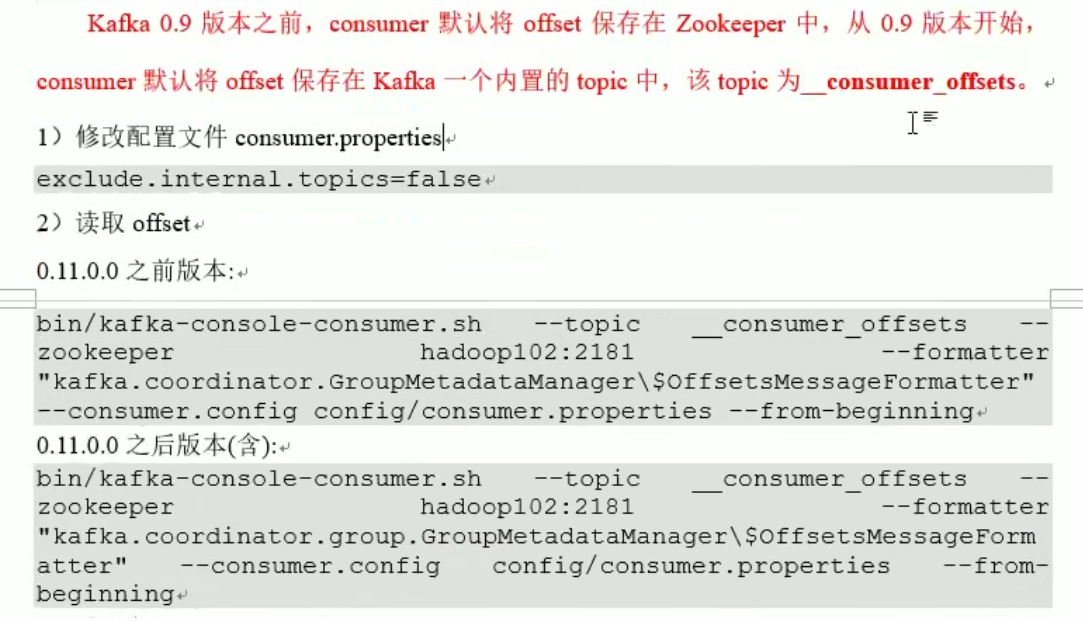 Kafka 0.9 版本之前，consumer 默认将 offset 保存在 Zookeeper 中，从 0.9 版本开始，
consumer 默认将 offset 保存在 Kafka 一个内置的 topic 中，该 topic 为__consumer_offsets。
1）修改配置文件 consumer.properties
exclude.internal.topics=false
2）读取 offset
0.11.0.0 之前版本:
bin/kafka-console-consumer.sh --topic __consumer_offsets --
zookeeper hadoop102:2181 --formatter
"kafka.coordinator.GroupMetadataManager\$OffsetsMessageFormatter"
--consumer.config config/consumer.properties --from-beginning
0.11.0.0 之后版本(含):
bin/kafka-console-consumer.sh --topic __consumer_offsets --
zookeeper hadoop102:2181 --formatter
"kafka.coordinator.group.GroupMetadataManager\$OffsetsMessageForm
atter" --consumer.config config/consumer.properties --from-
beginning